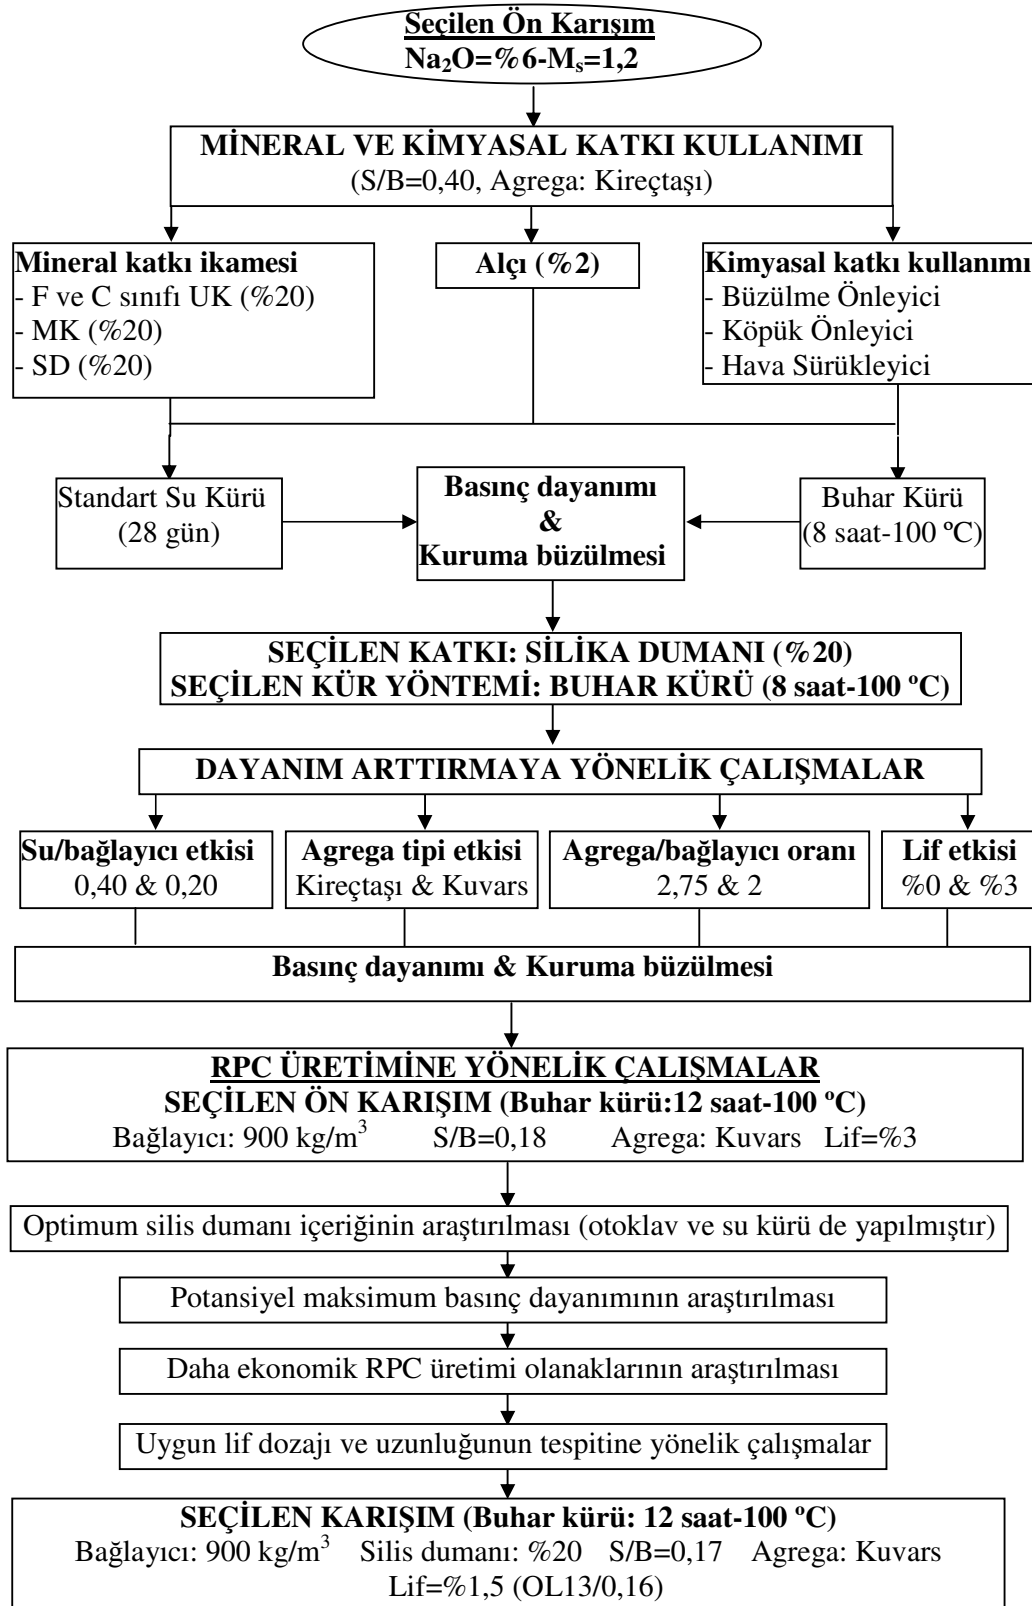 Seçilen Ön Karışım
Na₂O=%6-Mₛ=1,2
MİNERAL VE KİMYASAL KATKI KULLANIMI
(S/B=0,40, Agrega: Kireçtaşı)
Mineral katkı ikamesi
- F ve C sınıfı UK (%20)
- MK (%20)
- SD (%20)
Alçı (%2)
Kimyasal katkı kullanımı
- Büzülme Önleyici
- Köpük Önleyici
- Hava Sürükleyici
Standart Su Kürü
(28 gün)
Basınç dayanımı
&
Kuruma büzülmesi
Buhar Kürü
(8 saat-100 ºC)
SEÇİLEN KATKI: SİLİKA DUMANI (%20)
SEÇİLEN KÜR YÖNTEMİ: BUHAR KÜRÜ (8 saat-100 ºC)
DAYANIM ARTTIRMAYA YÖNELİK ÇALIŞMALAR
Su/bağlayıcı etkisi
0,40 & 0,20
Agrega tipi etkisi
Kireçtaşı & Kuvars
Agrega/bağlayıcı oranı
2,75 & 2
Lif etkisi
%0 & %3
Basınç dayanımı & Kuruma büzülmesi
RPC ÜRETİMİNE YÖNELİK ÇALIŞMALAR
SEÇİLEN ÖN KARIŞIM (Buhar kürü:12 saat-100 ºC)
Bağlayıcı: 900 kg/m³ S/B=0,18 Agrega: Kuvars Lif=%3
Optimum silis dumanı içeriğinin araştırılması (otoklav ve su kürü de yapılmıştır)
Potansiyel maksimum basınç dayanımının araştırılması
Daha ekonomik RPC üretimi olanaklarının araştırılması
Uygun lif dozajı ve uzunluğunun tespitine yönelik çalışmalar
SEÇİLEN KARIŞIM (Buhar kürü: 12 saat-100 ºC)
Bağlayıcı: 900 kg/m³ Silis dumanı: %20 S/B=0,17 Agrega: Kuvars
Lif=%1,5 (OL13/0,16)